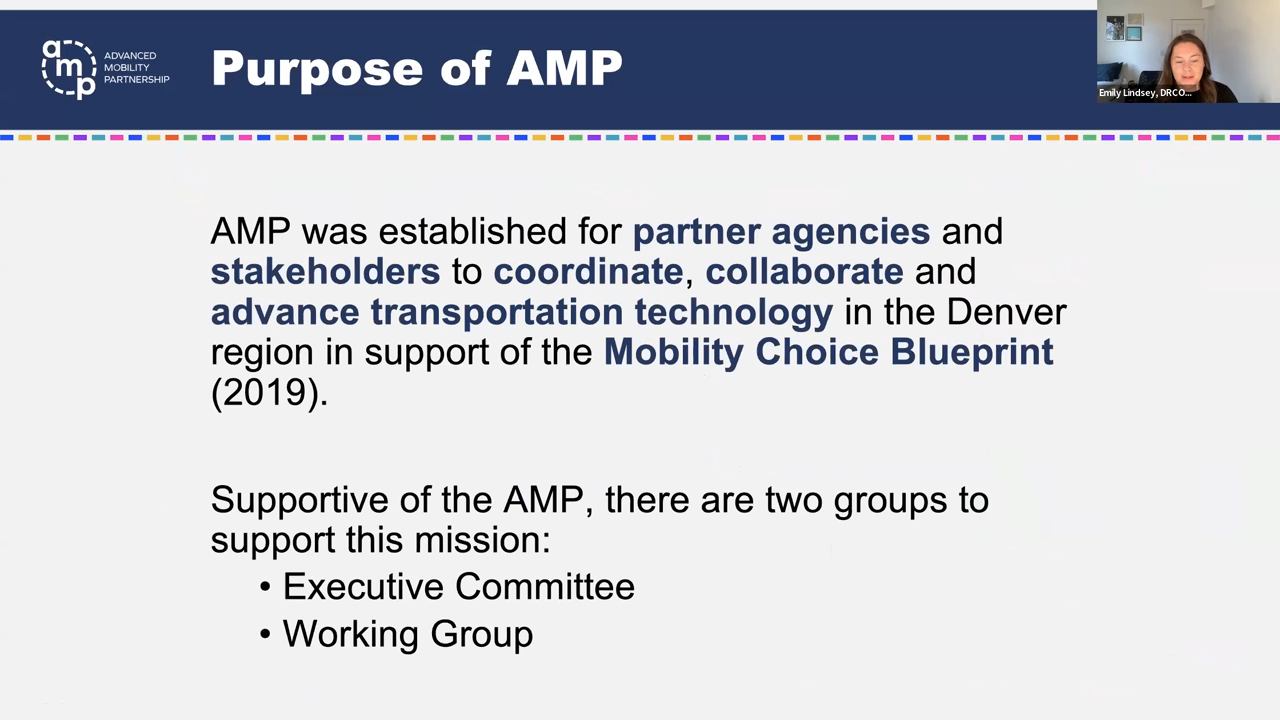 amp
ADVANCED
MOBILITY
PARTNERSHIP
Purpose of AMP
Emily Lindsey, DRCO...
AMP was established for partner agencies and
stakeholders to coordinate, collaborate and
advance transportation technology in the Denver
region in support of the Mobility Choice Blueprint
(2019).
Supportive of the AMP, there are two groups to
support this mission:
• Executive Committee
• Working Group